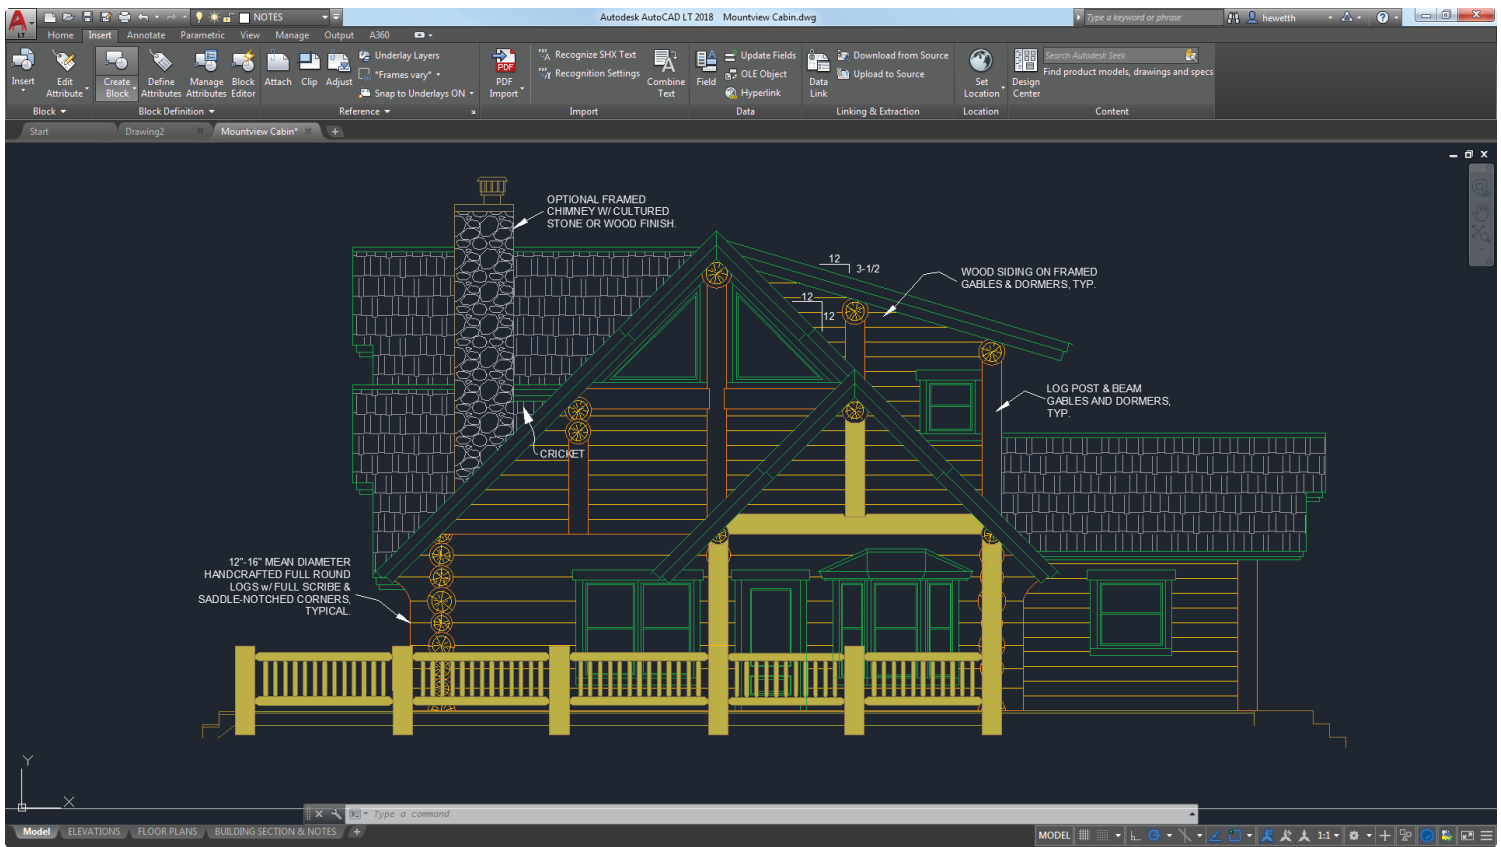 NOTES
Autodesk AutoCAD LT 2018 Mountview Cabin.dwg
Type a keyword or phrase
hewetth
LT
Home Insert Annotate Parametric View Manage Output A360
Insert
Edit
Attribute
Create
Block
Define
Attributes
Manage
Attributes
Block
Editor
Attach
Clip
Adjust
Underlay Layers
*Frames vary*
Snap to Underlays ON
PDF
PDF
Import
Recognize SHX Text
Recognition Settings
Combine
Text
Field
Update Fields
OLE Object
Hyperlink
Data
Link
Download from Source
Upload to Source
Set
Location
Design
Center
Search Autodesk Seek
Find product models, drawings and specs
Block Block Definition Reference Import Data Linking & Extraction Location Content
Start Drawing2 Mountview Cabin*
OPTIONAL FRAMED
CHIMNEY W/ CULTURED
STONE OR WOOD FINISH.
12
3-1/2
12
12
WOOD SIDING ON FRAMED
GABLES & DORMERS, TYP.
LOG POST & BEAM
GABLES AND DORMERS,
TYP.
CRICKET
12"-16" MEAN DIAMETER
HANDCRAFTED FULL ROUND
LOGS w/ FULL SCRIBE &
SADDLE-NOTCHED CORNERS,
TYPICAL.
Y
X
Type a command
Model ELEVATIONS FLOOR PLANS BUILDING SECTION & NOTES
MODEL
1:1